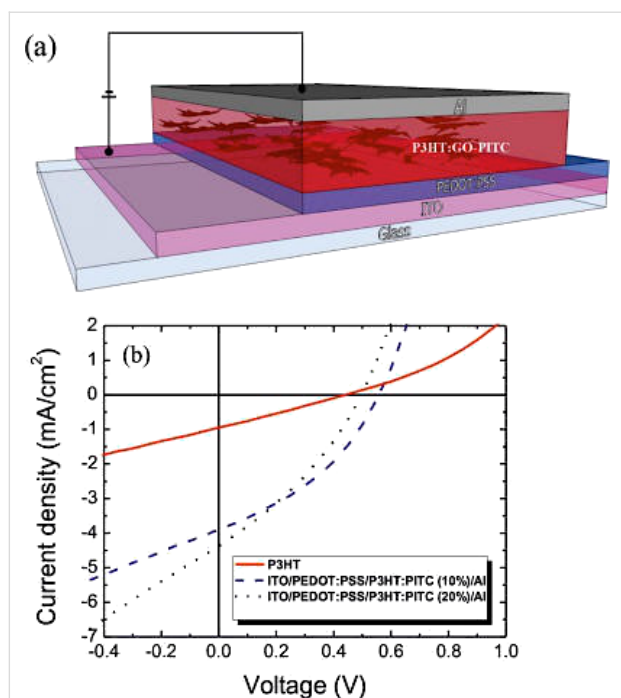 (a)
Al
P3HT:GO-PITC
PEDOT:PSS
ITO
Glass
(b)
Current density (mA/cm²)
2
1
0
-1
-2
-3
-4
-5
-6
-7
P3HT
ITO/PEDOT:PSS/P3HT:PITC (10%)/Al
ITO/PEDOT:PSS/P3HT:PITC (20%)/Al
-0.4 -0.2 0.0 0.2 0.4 0.6 0.8 1.0
Voltage (V)